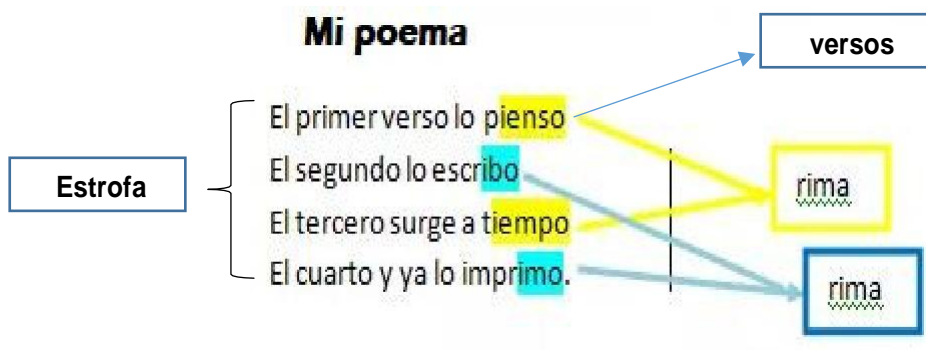 Mi poema
versos
El primer verso lo pienso
El segundo lo escribo
Estrofa
rima
El tercero surge a tiempo
El cuarto y ya lo imprimo.
rima